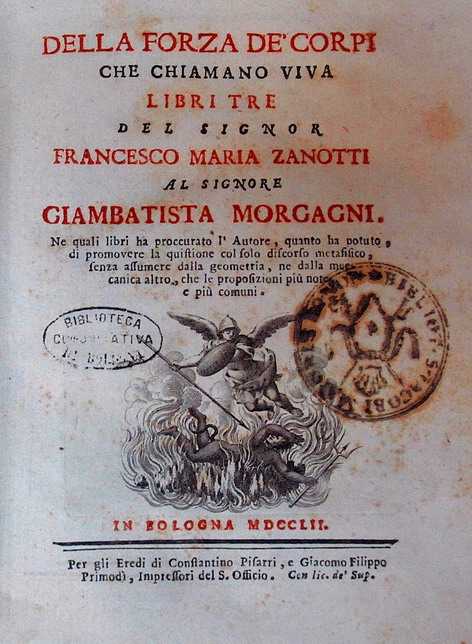 DELLA FORZA DE' CORPI
CHE CHIAMANO VIVA
LIBRI TRE
DEL SIGNOR
FRANCESCO MARIA ZANOTTI
AL SIGNORE
GIAMBATISTA MORGAGNI.
Ne quali libri ha proccurato l' Autore, quanto ha potuto,
di promovere la quistione col solo discorso metafisico,
senza assumere dalla geometria, ne dalla mec-
canica altro, che le proposizioni più note
e più comuni.
BIBLIOTECA
IN BOLOGNA MDCCLII.
Per gli Eredi di Constantino Pisarri, e Giacomo Filippo
Primodì, Impressori del S. Officio. Con lic. de' Sup.